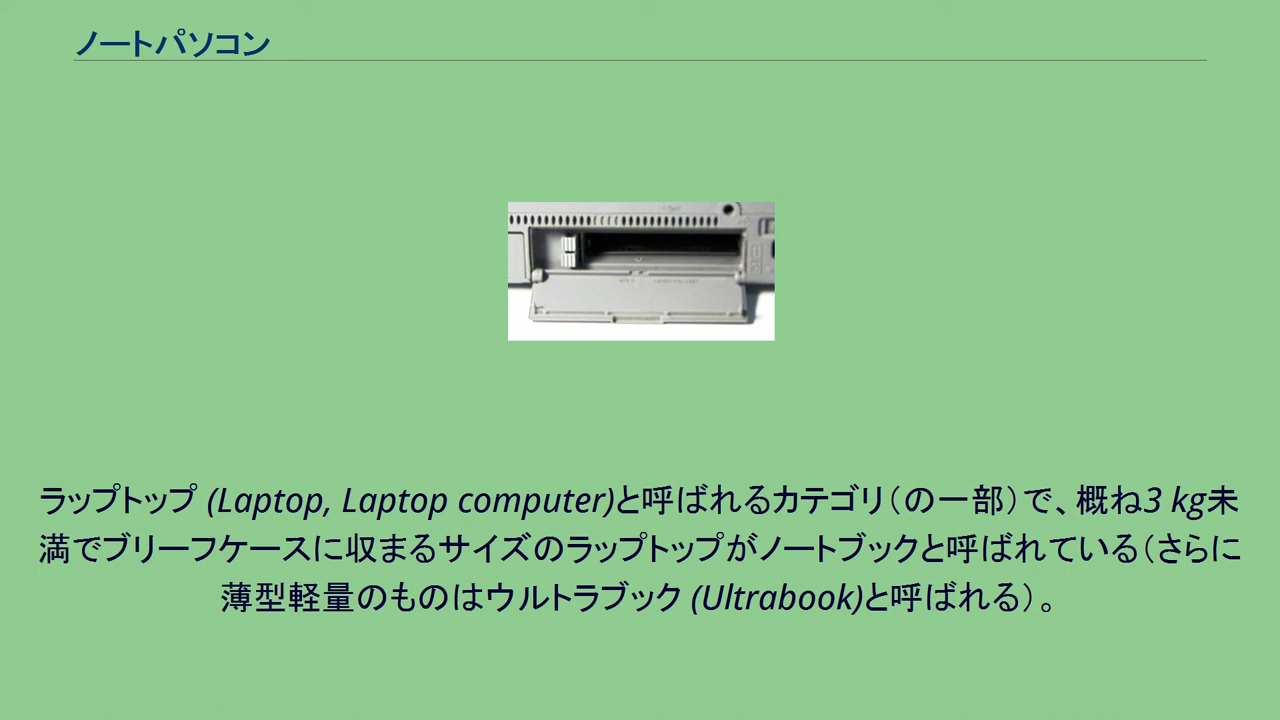 ノートパソコン
ラップトップ (Laptop, Laptop computer)と呼ばれるカテゴリ（の一部）で、概ね3 kg未
満でブリーフケースに収まるサイズのラップトップがノートブックと呼ばれている（さらに
薄型軽量のものはウルトラブック (Ultrabook)と呼ばれる）。